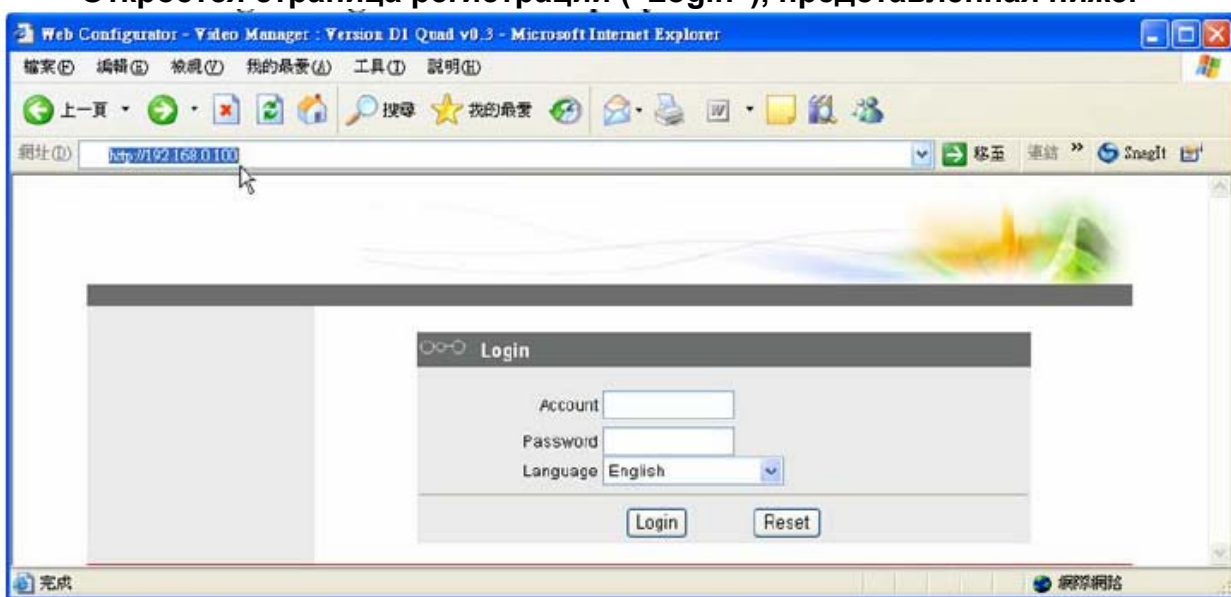 Откроется страница регистрации ("Login"), представленная ниже:
Web Configurator - Video Manager : Version D1 Quad v0.3 - Microsoft Internet Explorer
檔案(F) 編輯(E) 檢視(V) 我的最愛(A) 工具(T) 說明(H)
上一頁 搜尋 我的最愛
網址(D) http://192.168.0.100 移至 連結 » SnagIt
Login
Account
Password
Language English
Login Reset
完成 網際網路